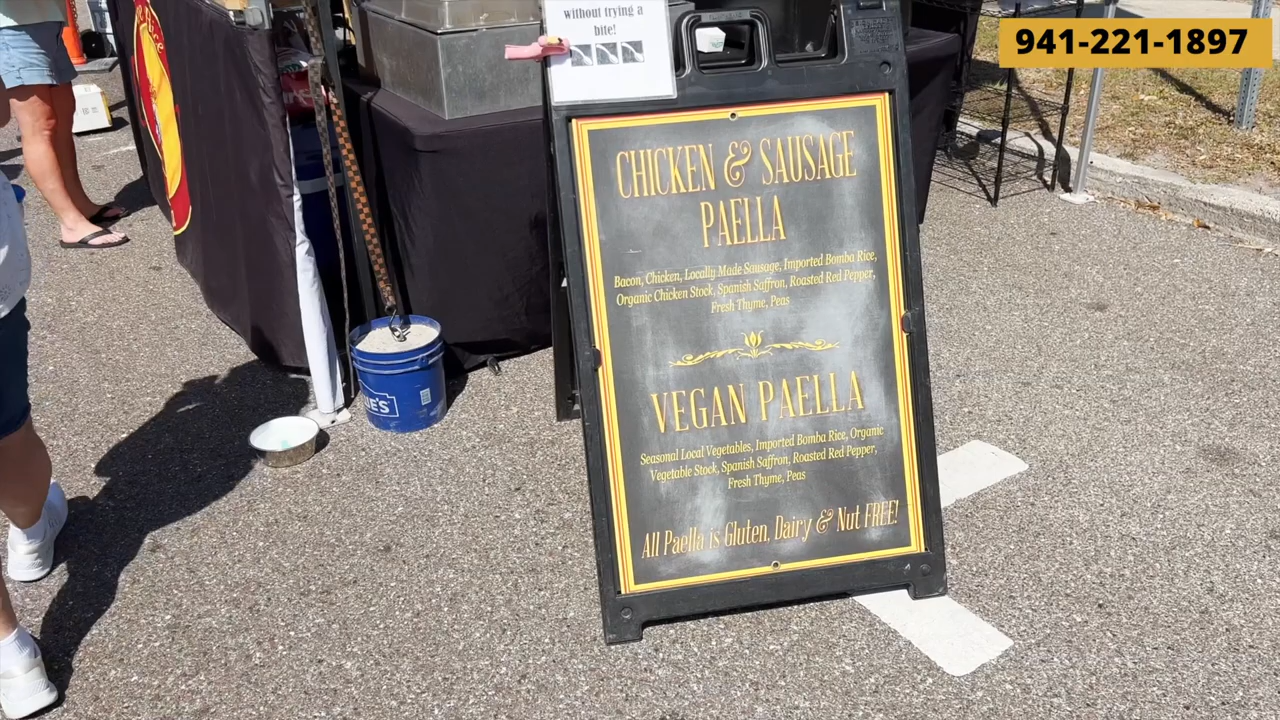 without trying a
bite!
941-221-1897
CHICKEN & SAUSAGE
PAELLA
Bacon, Chicken, Locally Made Sausage, Imported Bomba Rice,
Organic Chicken Stock, Spanish Saffron, Roasted Red Pepper,
Fresh Thyme, Peas
VEGAN PAELLA
Seasonal Local Vegetables, Imported Bomba Rice, Organic
Vegetable Stock, Spanish Saffron, Roasted Red Pepper,
Fresh Thyme, Peas
All Paella is Gluten, Dairy & Nut FREE!